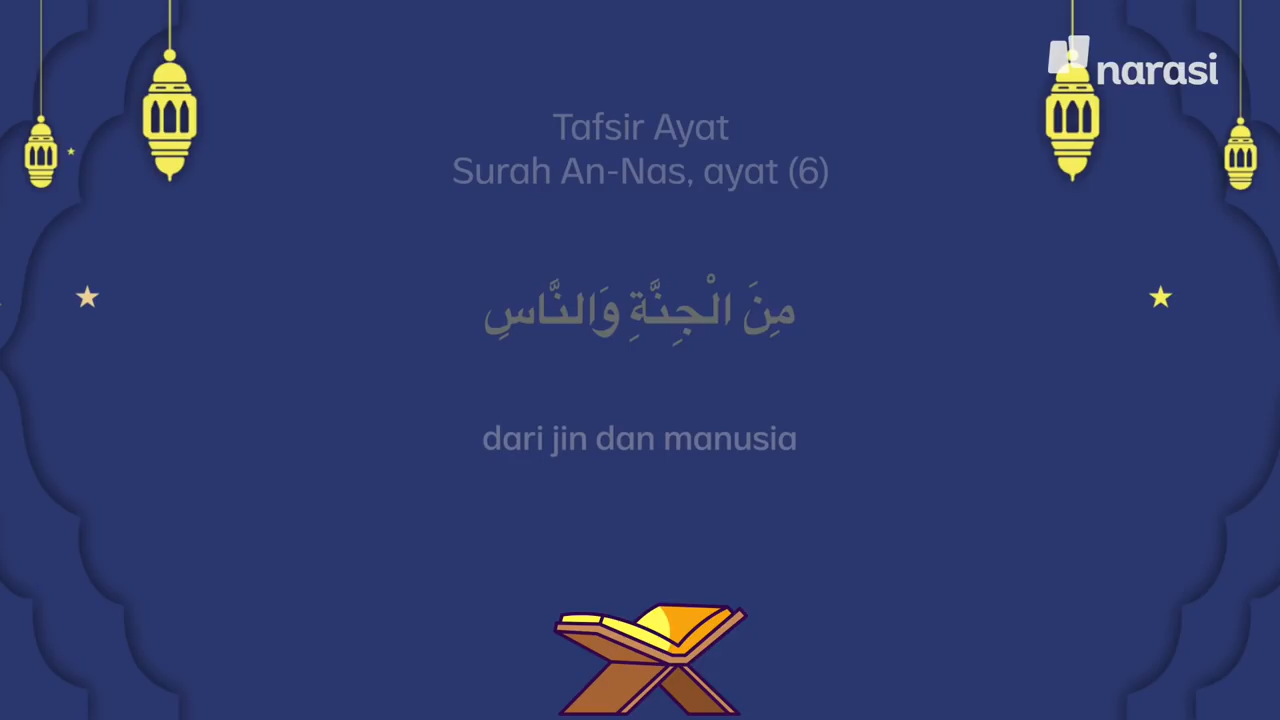 narasi
Tafsir Ayat
Surah An-Nas, ayat (6)
مِنَ الْجِنَّةِ وَالنَّاسِ
dari jin dan manusia